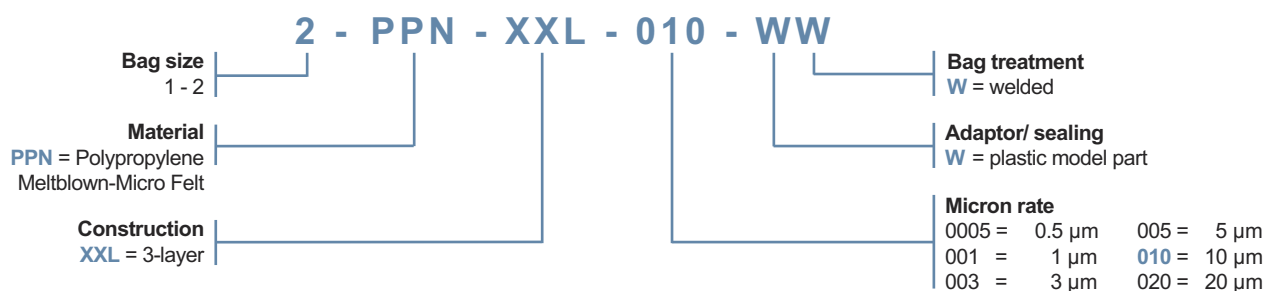 2 - PPN - XXL - 010 - WW
Bag size
1 - 2
Material
PPN = Polypropylene
Meltblown-Micro Felt
Construction
XXL = 3-layer
Bag treatment
W = welded
Adaptor/ sealing
W = plastic model part
Micron rate
0005 = 0.5 µm 005 = 5 µm
001 = 1 µm 010 = 10 µm
003 = 3 µm 020 = 20 µm